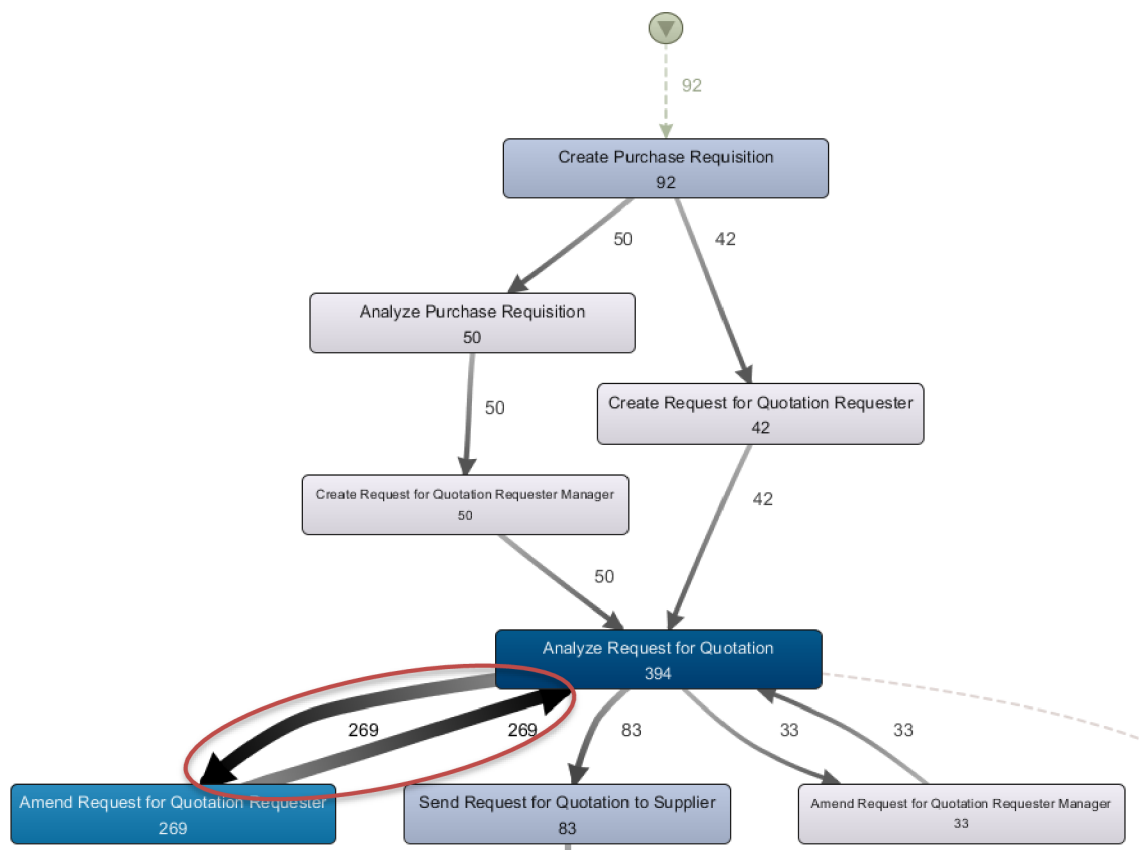 92
Create Purchase Requisition
92
50
42
Analyze Purchase Requisition
50
Create Request for Quotation Requester
42
50
Create Request for Quotation Requester Manager
50
42
50
Analyze Request for Quotation
394
269
269
83
33
33
Amend Request for Quotation Requester
269
Send Request for Quotation to Supplier
83
Amend Request for Quotation Requester Manager
33